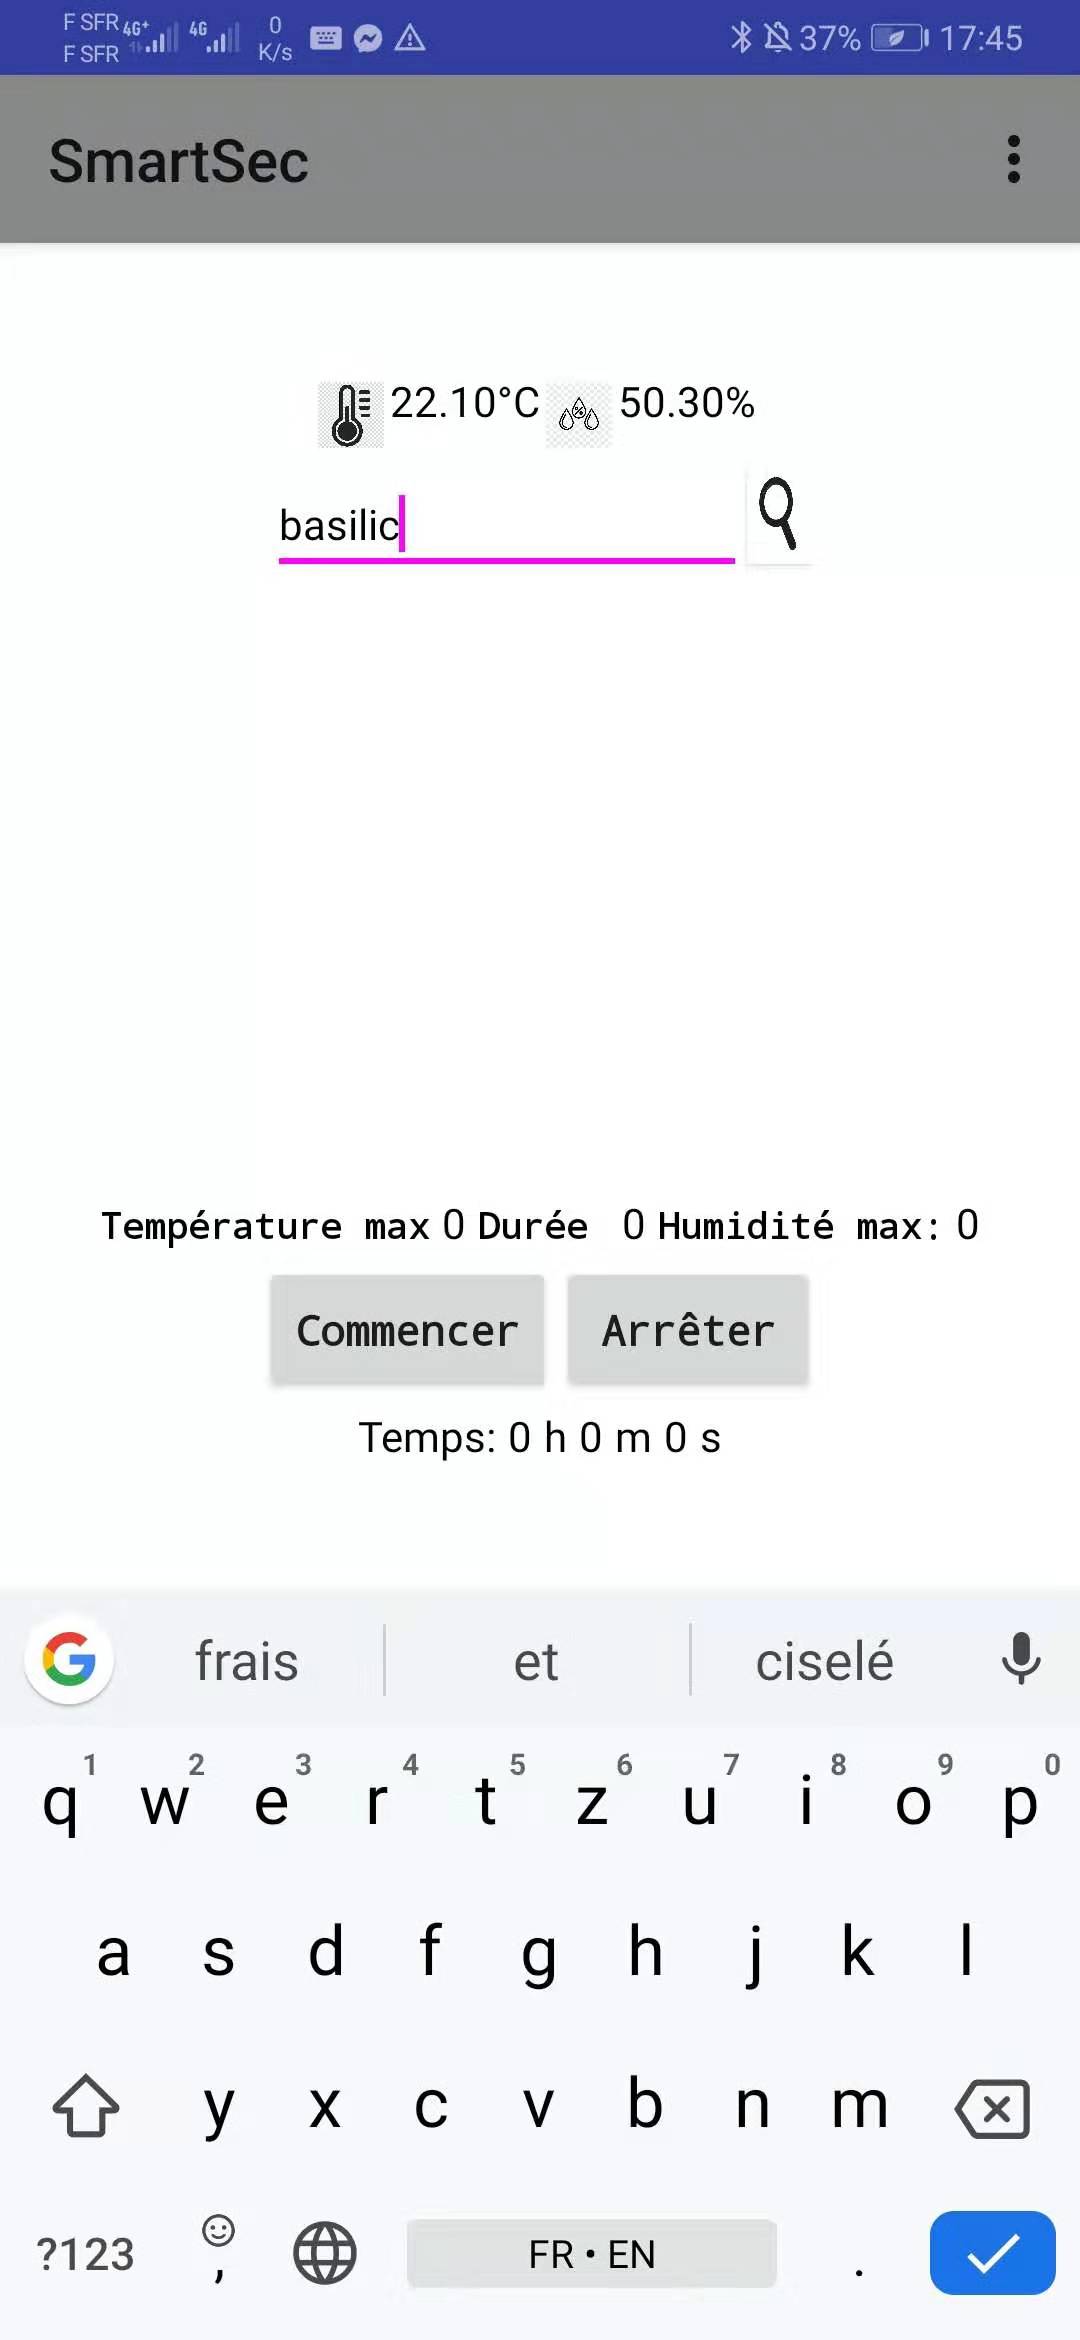 F SFR 4G+ 4G 0 K/s 37% 17:45
F SFR
SmartSec
22.10°C 50.30%
basilic
Température max 0 Durée 0 Humidité max: 0
Commencer Arrêter
Temps: 0 h 0 m 0 s
frais et ciselé
1 2 3 4 5 6 7 8 9 0
q w e r t z u i o p
a s d f g h j k l
y x c v b n m
?123 , FR • EN .